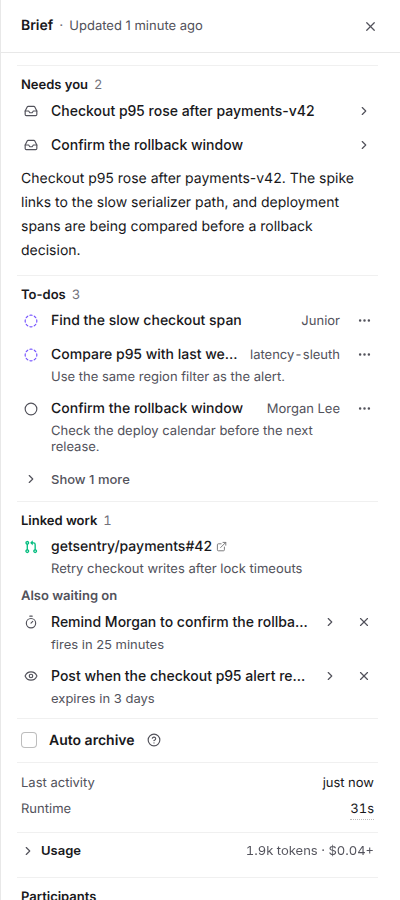 Brief · Updated 1 minute ago
Needs you 2
Checkout p95 rose after payments-v42
Confirm the rollback window
Checkout p95 rose after payments-v42. The spike
links to the slow serializer path, and deployment
spans are being compared before a rollback
decision.
To-dos 3
Find the slow checkout span Junior
Compare p95 with last we... latency-sleuth
Use the same region filter as the alert.
Confirm the rollback window Morgan Lee
Check the deploy calendar before the next
release.
Show 1 more
Linked work 1
getsentry/payments#42
Retry checkout writes after lock timeouts
Also waiting on
Remind Morgan to confirm the rollba...
fires in 25 minutes
Post when the checkout p95 alert re...
expires in 3 days
Auto archive
Last activity just now
Runtime 31s
Usage 1.9k tokens · $0.04+
Participants